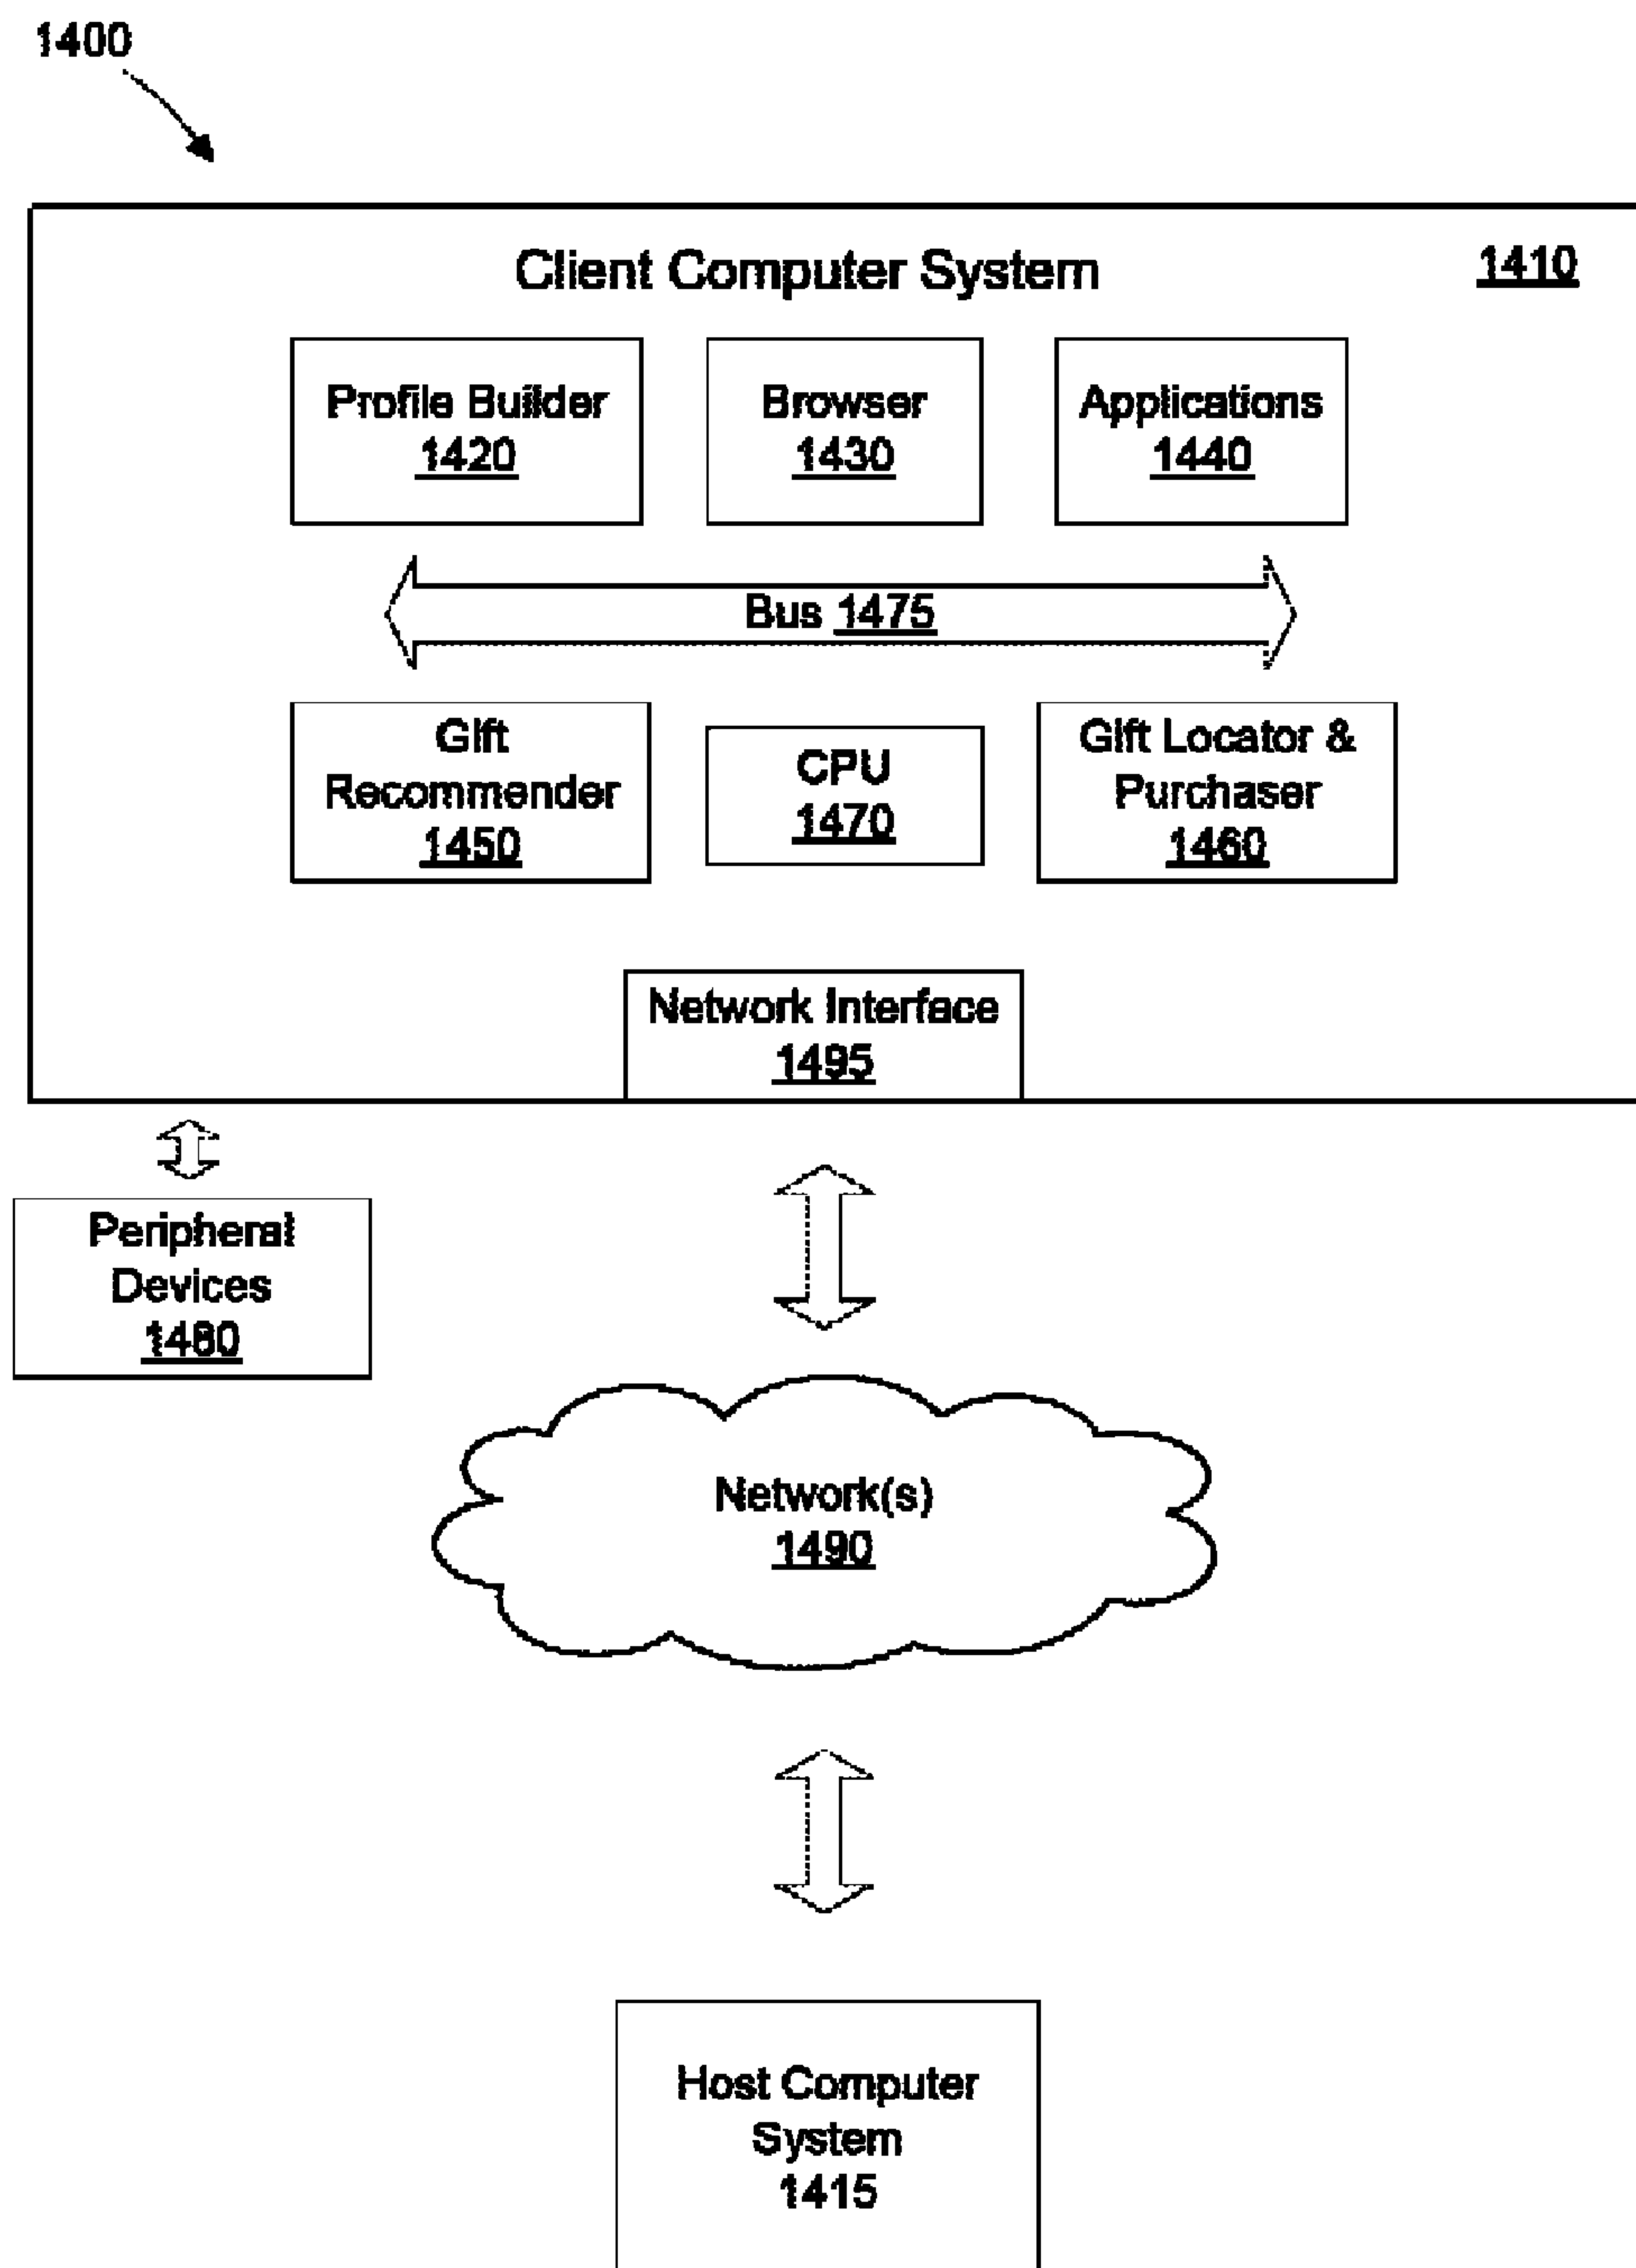 1400
Client Computer System
1410
Profile Builder
1420
Browser
1430
Applications
1440
Bus 1475
Gift
Recommender
1450
CPU
1470
Gift Locator &
Purchaser
1460
Network Interface
1495
Peripheral
Devices
1480
Network(s)
1490
Host Computer
System
1415